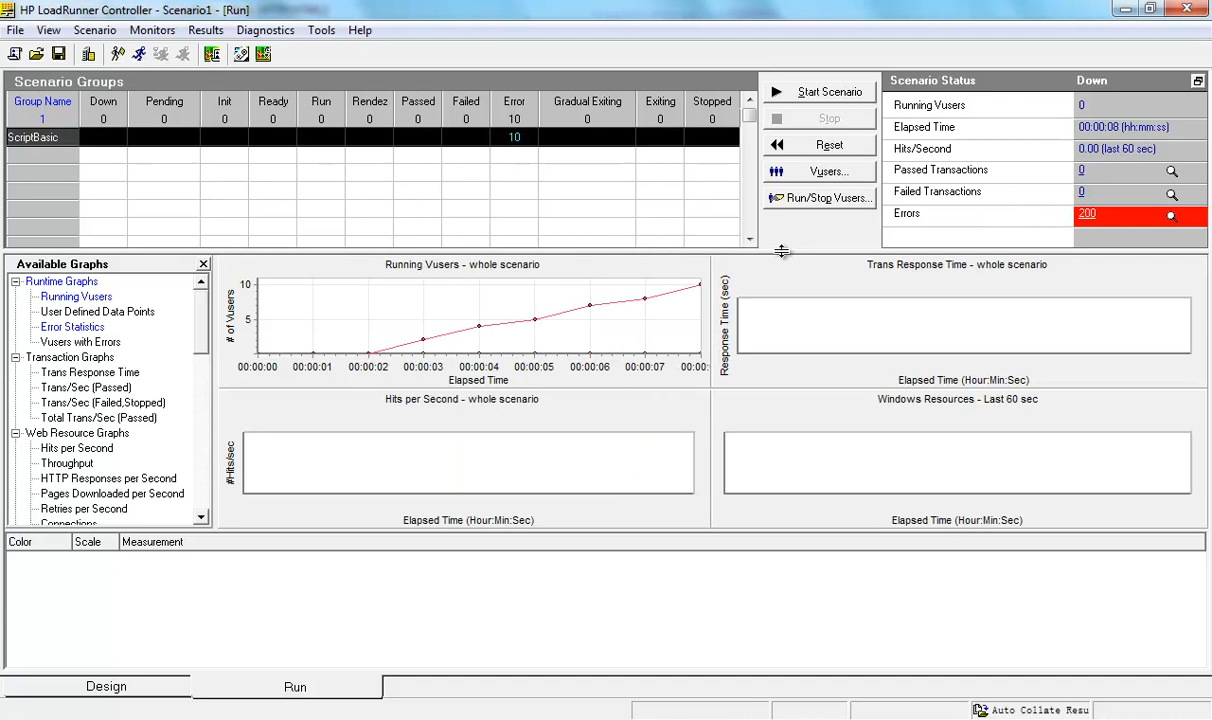 HP LoadRunner Controller - Scenario1 - [Run]
File View Scenario Monitors Results Diagnostics Tools Help
Scenario Groups
Group Name Down Pending Init Ready Run Rendez Passed Failed Error Gradual Exiting Exiting Stopped
1 0 0 0 0 0 0 0 0 10 0 0 0
ScriptBasic 10
Start Scenario
Stop
Reset
Vusers...
Run/Stop Vusers...
Scenario Status Down
Running Vusers 0
Elapsed Time 00:00:08 (hh:mm:ss)
Hits/Second 0.00 (last 60 sec)
Passed Transactions 0
Failed Transactions 0
Errors 200
Available Graphs
Runtime Graphs
Running Vusers
User Defined Data Points
Error Statistics
Vusers with Errors
Transaction Graphs
Trans Response Time
Trans/Sec (Passed)
Trans/Sec (Failed,Stopped)
Total Trans/Sec (Passed)
Web Resource Graphs
Hits per Second
Throughput
HTTP Responses per Second
Pages Downloaded per Second
Retries per Second
Connections
Running Vusers - whole scenario
# of Vusers
10
5
00:00:00 00:00:01 00:00:02 00:00:03 00:00:04 00:00:05 00:00:06 00:00:07 00:00:
Elapsed Time
Trans Response Time - whole scenario
Response Time (sec)
Elapsed Time (Hour:Min:Sec)
Hits per Second - whole scenario
#Hits/sec
Elapsed Time (Hour:Min:Sec)
Windows Resources - Last 60 sec
Elapsed Time (Hour:Min:Sec)
Color Scale Measurement
Design Run
Auto Collate Resu